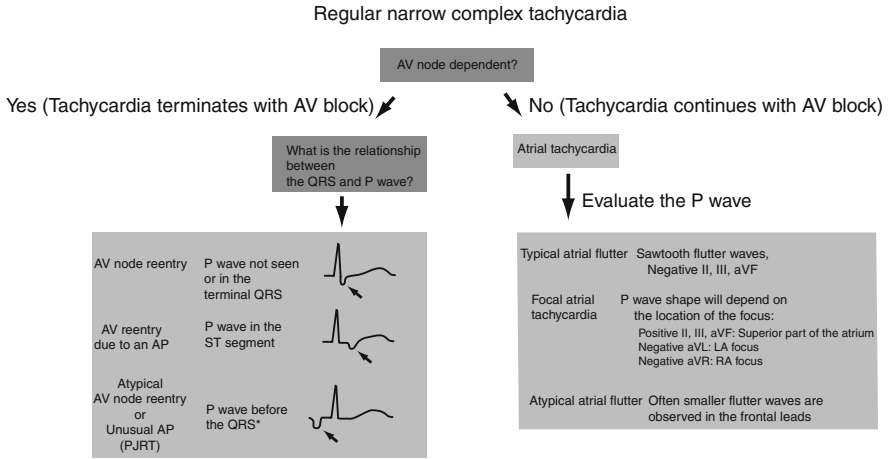 Regular narrow complex tachycardia
AV node dependent?
Yes (Tachycardia terminates with AV block)
No (Tachycardia continues with AV block)
What is the relationship
between
the QRS and P wave?
Atrial tachycardia
Evaluate the P wave
AV node reentry
P wave not seen
or in the
terminal QRS
AV reentry
due to an AP
P wave in the
ST segment
Atypical
AV node reentry
or
Unusual AP
(PJRT)
P wave before
the QRS*
Typical atrial flutter
Sawtooth flutter waves,
Negative II, III, aVF
Focal atrial
tachycardia
P wave shape will depend on
the location of the focus:
Positive II, III, aVF: Superior part of the atrium
Negative aVL: LA focus
Negative aVR: RA focus
Atypical atrial flutter
Often smaller flutter waves are
observed in the frontal leads